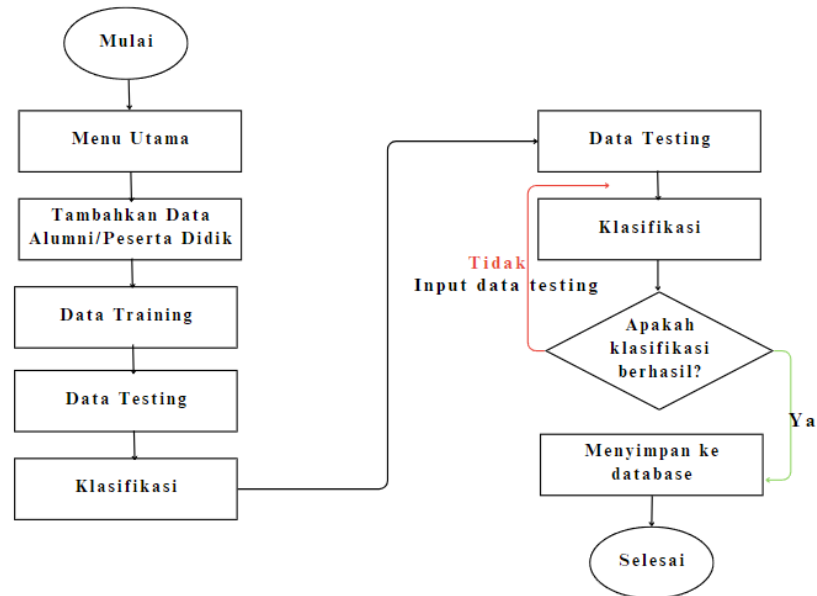 Mulai
Menu Utama
Tambahkan Data
Alumni/Peserta Didik
Data Training
Data Testing
Klasifikasi
Data Testing
Klasifikasi
Tidak
Input data testing
Apakah
klasifikasi
berhasil?
Ya
Menyimpan ke
database
Selesai